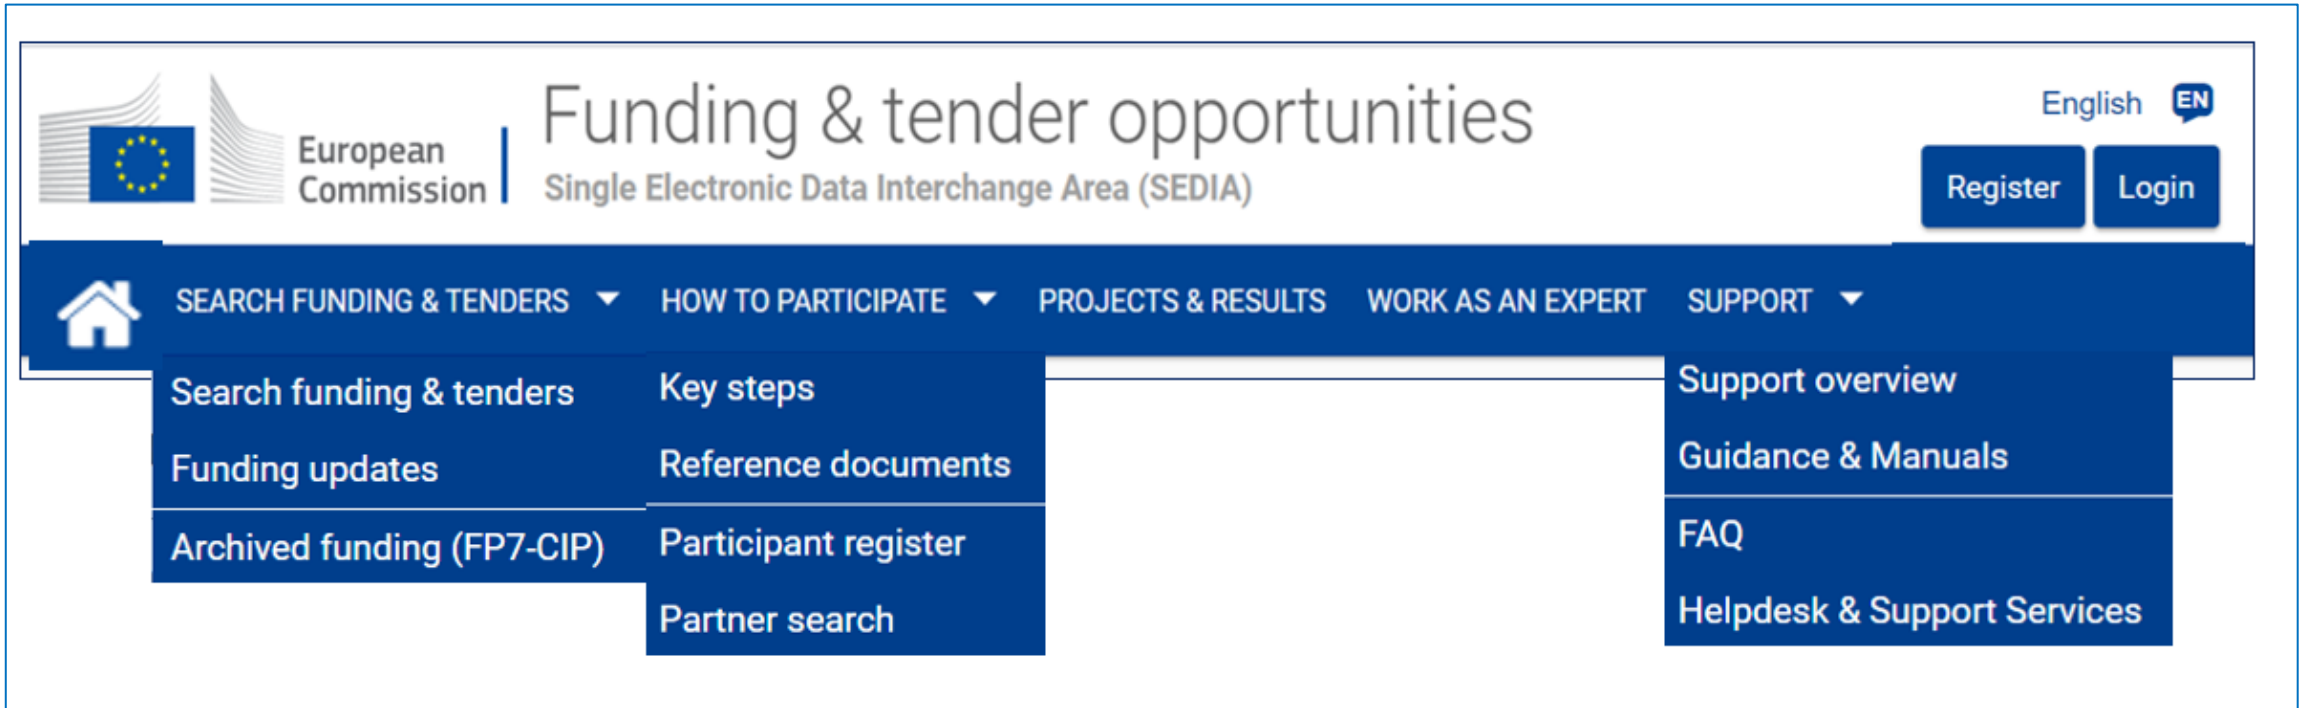 European
Commission
Funding & tender opportunities
Single Electronic Data Interchange Area (SEDIA)
English EN
Register Login
SEARCH FUNDING & TENDERS HOW TO PARTICIPATE PROJECTS & RESULTS WORK AS AN EXPERT SUPPORT
Search funding & tenders
Funding updates
Archived funding (FP7-CIP)
Key steps
Reference documents
Participant register
Partner search
Support overview
Guidance & Manuals
FAQ
Helpdesk & Support Services